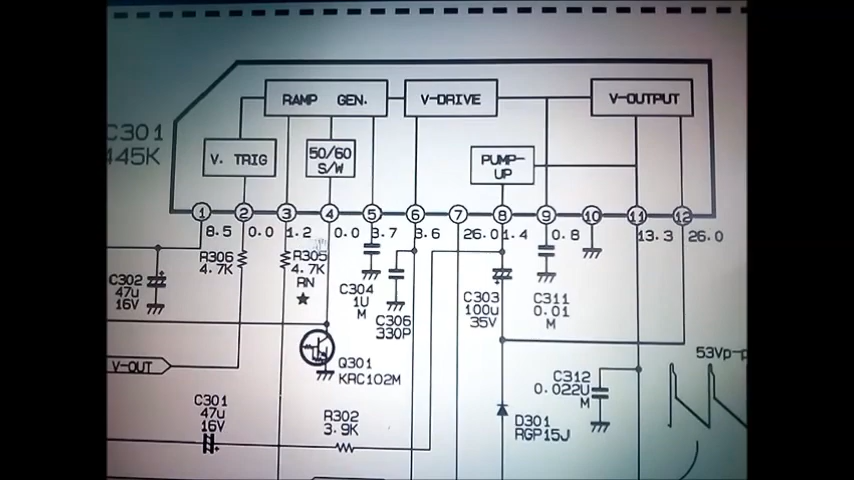 RAMP GEN.
V-DRIVE
V-OUTPUT
C301
445K
V. TRIG
50/60
S/W
PUMP-
UP
1 2 3 4 5 6 7 8 9 10 11 12
8.5 0.0 1.2 0.0 3.7 3.6 26.0 1.4 0.8 13.3 26.0
R306
4.7K
R305
4.7K
RN
★
C302
47u
16V
C304
1U
M
C306
330P
C303
100u
35V
C311
0.01
M
Q301
KRC102M
53Vp-p
V-OUT
C312
0.022U
M
C301
47u
16V
R302
3.9K
D301
RGP15J